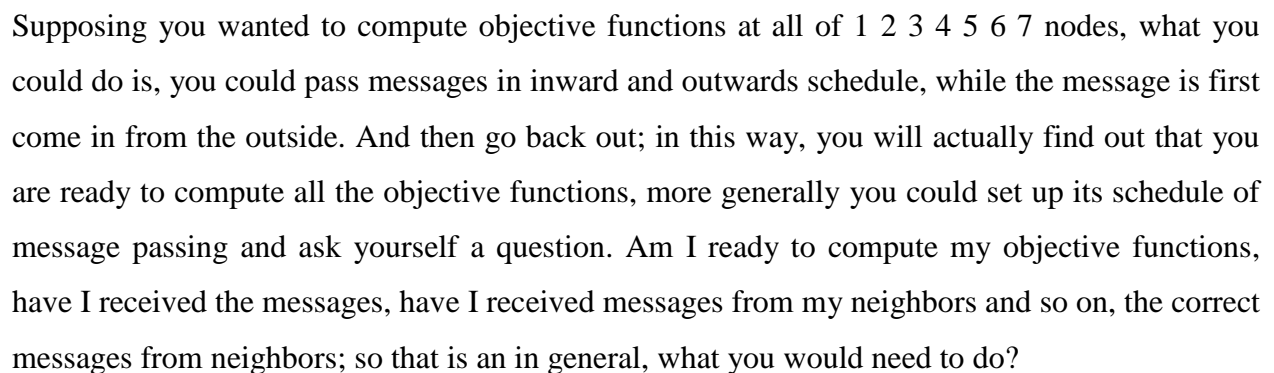 Supposing you wanted to compute objective functions at all of 1 2 3 4 5 6 7 nodes, what you
could do is, you could pass messages in inward and outwards schedule, while the message is first
come in from the outside. And then go back out; in this way, you will actually find out that you
are ready to compute all the objective functions, more generally you could set up its schedule of
message passing and ask yourself a question. Am I ready to compute my objective functions,
have I received the messages, have I received messages from my neighbors and so on, the correct
messages from neighbors; so that is an in general, what you would need to do?